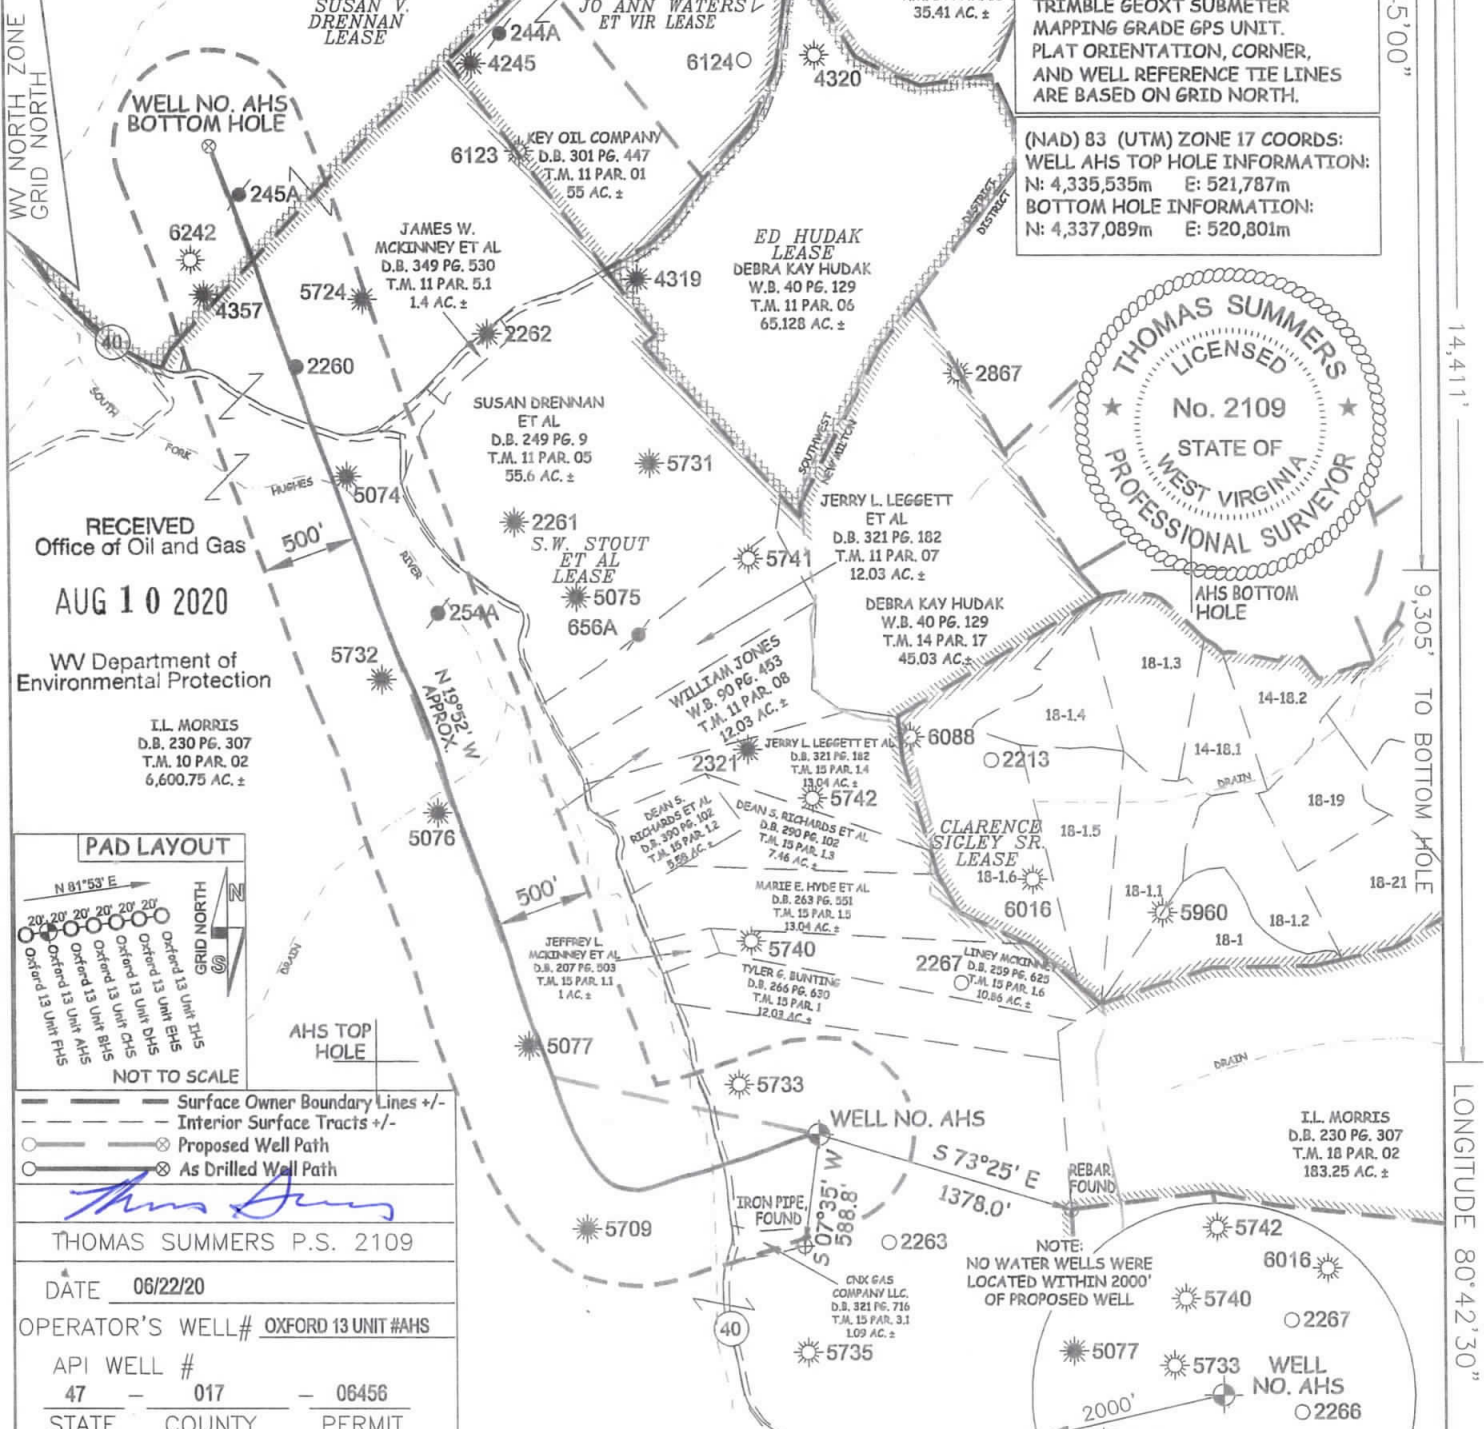 WV NORTH ZONE
GRID NORTH
SUSAN V.
DRENNAN
LEASE
JO ANN WATERS
ET VIR LEASE
35.41 AC. ±
TRIMBLE GEOXT SUBMETER
MAPPING GRADE GPS UNIT.
PLAT ORIENTATION, CORNER,
AND WELL REFERENCE TIE LINES
ARE BASED ON GRID NORTH.
5'00"
(NAD) 83 (UTM) ZONE 17 COORDS:
WELL AHS TOP HOLE INFORMATION:
N: 4,335,535m E: 521,787m
BOTTOM HOLE INFORMATION:
N: 4,337,089m E: 520,801m
244A
4245
6124
4320
WELL NO. AHS
BOTTOM HOLE
6123
KEY OIL COMPANY
D.B. 301 PG. 447
T.M. 11 PAR. 01
55 AC. ±
245A
6242
4357
5724
JAMES W.
MCKINNEY ET AL
D.B. 349 PG. 530
T.M. 11 PAR. 5.1
1.4 AC. ±
DISTRICT
DISTRICT
ED HUDAK
LEASE
DEBRA KAY HUDAK
W.B. 40 PG. 129
T.M. 11 PAR. 06
65.128 AC. ±
4319
2262
40
2260
2867
THOMAS SUMMERS
LICENSED
No. 2109
STATE OF
WEST VIRGINIA
PROFESSIONAL SURVEYOR
14,411'
SOUTH
FORK
HUGHES
RIVER
SUSAN DRENNAN
ET AL
D.B. 249 PG. 9
T.M. 11 PAR. 05
55.6 AC. ±
5731
SOUTHWEST
NEW MILTON
5074
2261
S.W. STOUT
ET AL
LEASE
5075
656A
5741
JERRY L. LEGGETT
ET AL
D.B. 321 PG. 182
T.M. 11 PAR. 07
12.03 AC. ±
RECEIVED
Office of Oil and Gas
AUG 10 2020
WV Department of
Environmental Protection
500'
254A
5732
N 19°52' W
APPROX.
DEBRA KAY HUDAK
W.B. 40 PG. 129
T.M. 14 PAR. 17
45.03 AC.±
AHS BOTTOM
HOLE
9,305' TO BOTTOM HOLE
18-1.3
14-18.2
18-1.4
14-18.1
DRAIN
18-19
18-1.5
18-21
18-1.6
18-1.1
18-1.2
18-1
WILLIAM JONES
W.B. 90 PG. 453
T.M. 11 PAR. 08
12.03 AC. ±
I.L. MORRIS
D.B. 230 PG. 307
T.M. 10 PAR. 02
6,600.75 AC. ±
2321
JERRY L. LEGGETT ET AL
D.B. 321 PG. 182
T.M. 15 PAR. 1.4
13.04 AC. ±
6088
2213
5742
5076
DEAN S.
RICHARDS ET AL
D.B. 390 PG. 102
T.M. 15 PAR. 1.2
5.58 AC. ±
DEAN S. RICHARDS ET AL
D.B. 290 PG. 102
T.M. 15 PAR. 1.3
7.46 AC. ±
CLARENCE
SIGLEY SR.
LEASE
6016
5960
PAD LAYOUT
N 81°53' E
20' 20' 20' 20' 20' 20'
Oxford 13 Unit FHS
Oxford 13 Unit AHS
Oxford 13 Unit BHS
Oxford 13 Unit CHS
Oxford 13 Unit DHS
Oxford 13 Unit EHS
Oxford 13 Unit IHS
GRID NORTH
N
S
NOT TO SCALE
DRAIN
500'
MARIE E. HYDE ET AL
D.B. 263 PG. 551
T.M. 15 PAR. 1.5
13.04 AC. ±
JEFFREY L.
MCKINNEY ET AL
D.B. 207 PG. 503
T.M. 15 PAR. 1.1
1 AC. ±
5740
TYLER G. BUNTING
D.B. 266 PG. 630
T.M. 15 PAR. 1
12.03 AC. ±
2267
LINEY MCKINNEY
D.B. 259 PG. 625
T.M. 15 PAR. 1.6
10.86 AC. ±
AHS TOP
HOLE
5077
5733
DRAIN
Surface Owner Boundary Lines +/-
Interior Surface Tracts +/-
Proposed Well Path
As Drilled Well Path
WELL NO. AHS
S 73°25' E
1378.0'
REBAR
FOUND
I.L. MORRIS
D.B. 230 PG. 307
T.M. 18 PAR. 02
183.25 AC. ±
LONGITUDE 80°42'30"
THOMAS SUMMERS P.S. 2109
5709
IRON PIPE
FOUND
S 07°35' W
588.8'
2263
CNX GAS
COMPANY LLC.
D.B. 321 PG. 716
T.M. 15 PAR. 3.1
1.09 AC. ±
NOTE:
NO WATER WELLS WERE
LOCATED WITHIN 2000'
OF PROPOSED WELL
5742
6016
5740
2267
5077
5733
WELL
NO. AHS
2266
2000'
DATE 06/22/20
OPERATOR'S WELL# OXFORD 13 UNIT #AHS
API WELL #
47 – 017 – 06456
STATE COUNTY PERMIT
40
5735